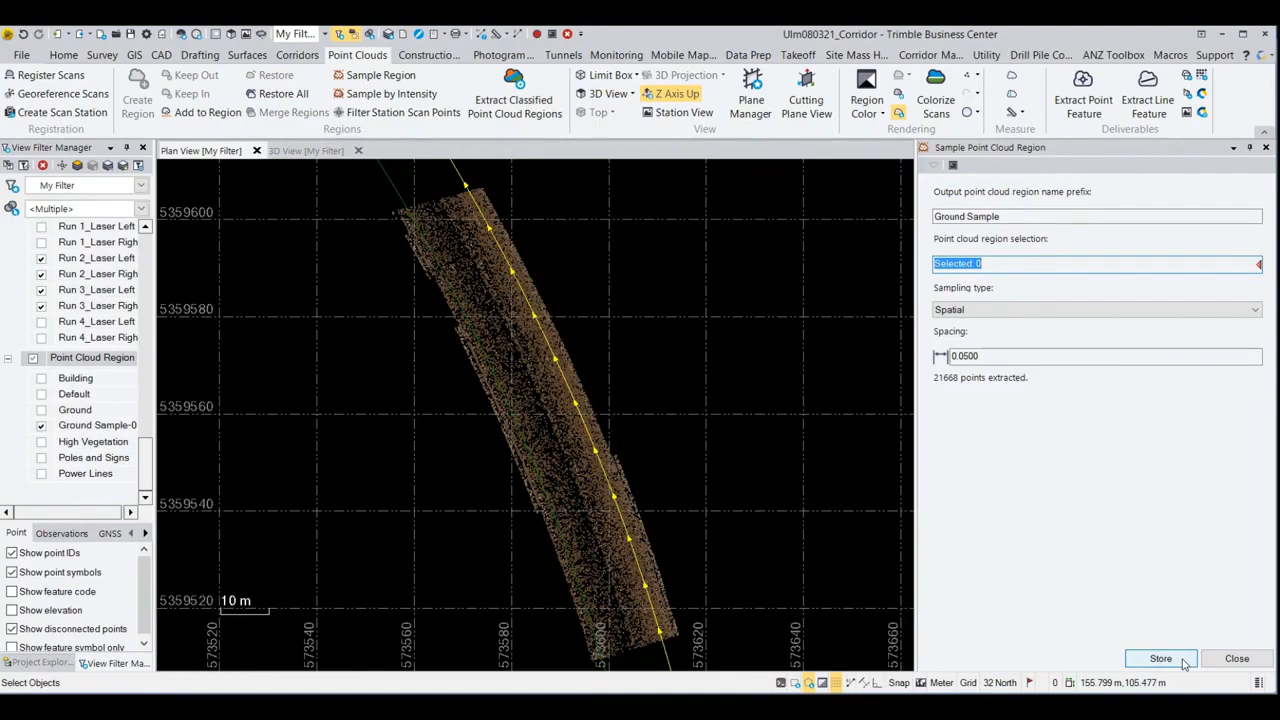 My Filt...
Ulm080321_Corridor - Trimble Business Center
File Home Survey GIS CAD Drafting Surfaces Corridors Point Clouds Constructio... Photogram... Tunnels Monitoring Mobile Map... Data Prep Takeoff Site Mass H... Corridor Ma... Utility Drill Pile Co... ANZ Toolbox Macros Support
Register Scans
Georeference Scans
Create Scan Station
Registration
Create Region
Keep Out
Keep In
Add to Region
Restore
Restore All
Merge Regions
Sample Region
Sample by Intensity
Filter Station Scan Points
Regions
Extract Classified Point Cloud Regions
Limit Box
3D View
Top
3D Projection
Z Axis Up
Station View
Plane Manager
Cutting Plane View
View
Region Color
Colorize Scans
Rendering
Measure
Extract Point Feature
Extract Line Feature
Deliverables
View Filter Manager
My Filter
<Multiple>
Run 1_Laser Left
Run 1_Laser Righ
Run 2_Laser Left
Run 2_Laser Righ
Run 3_Laser Left
Run 3_Laser Righ
Run 4_Laser Left
Run 4_Laser Righ
Point Cloud Region
Building
Default
Ground
Ground Sample-0
High Vegetation
Poles and Signs
Power Lines
Point Observations GNSS
Show point IDs
Show point symbols
Show feature code
Show elevation
Show disconnected points
Show feature symbol only
Project Explor...
View Filter Ma...
Plan View [My Filter]
3D View [My Filter]
5359600
5359580
5359560
5359540
5359520
10 m
573520
573540
573560
573580
573600
573620
573640
573660
Sample Point Cloud Region
Output point cloud region name prefix:
Ground Sample
Point cloud region selection:
Selected: 0
Sampling type:
Spatial
Spacing:
0.0500
21668 points extracted.
Store
Close
Select Objects
Snap Meter Grid 32 North 0 155.799 m,105.477 m